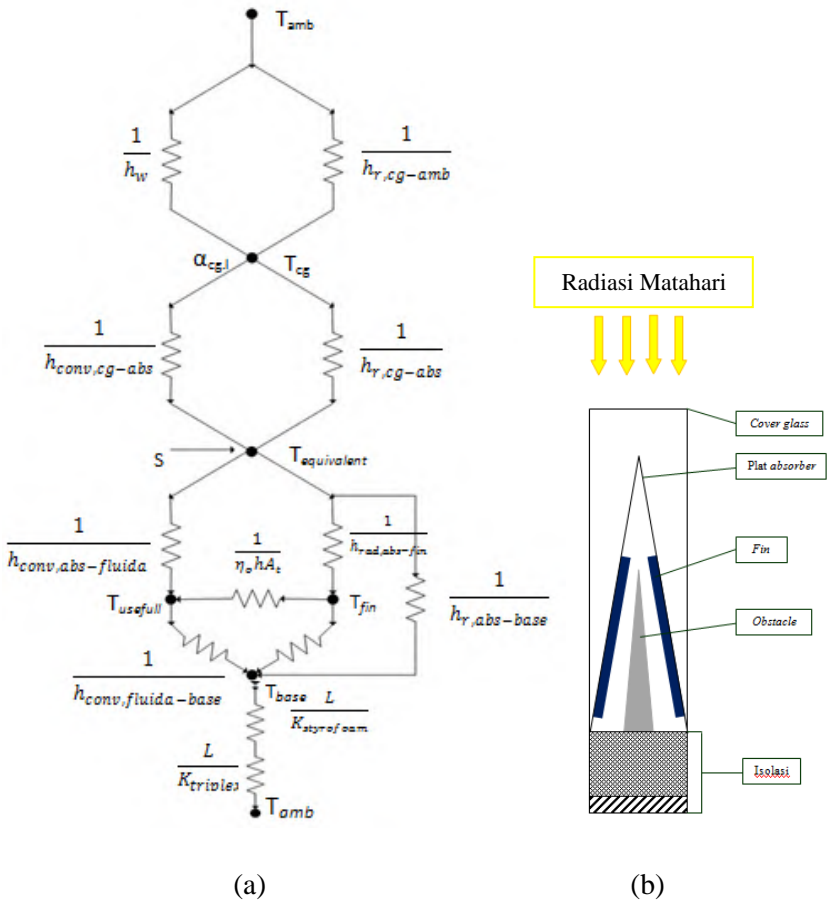 T_amb
1/h_w
1/h_r,cg-amb
α_cg.I
T_cg
1/h_conv,cg-abs
1/h_r,cg-abs
S
T_equivalent
1/h_conv,abs-fluida
1/η_o hA_t
1/h_rad,abs-fin
1/h_r,abs-base
T_usefull
T_fin
1/h_conv,fluida-base
T_base
L/K_styrofoam
L/K_triplex
T_amb
(a)
Radiasi Matahari
Cover glass
Plat absorber
Fin
Obstacle
Isolasi
(b)